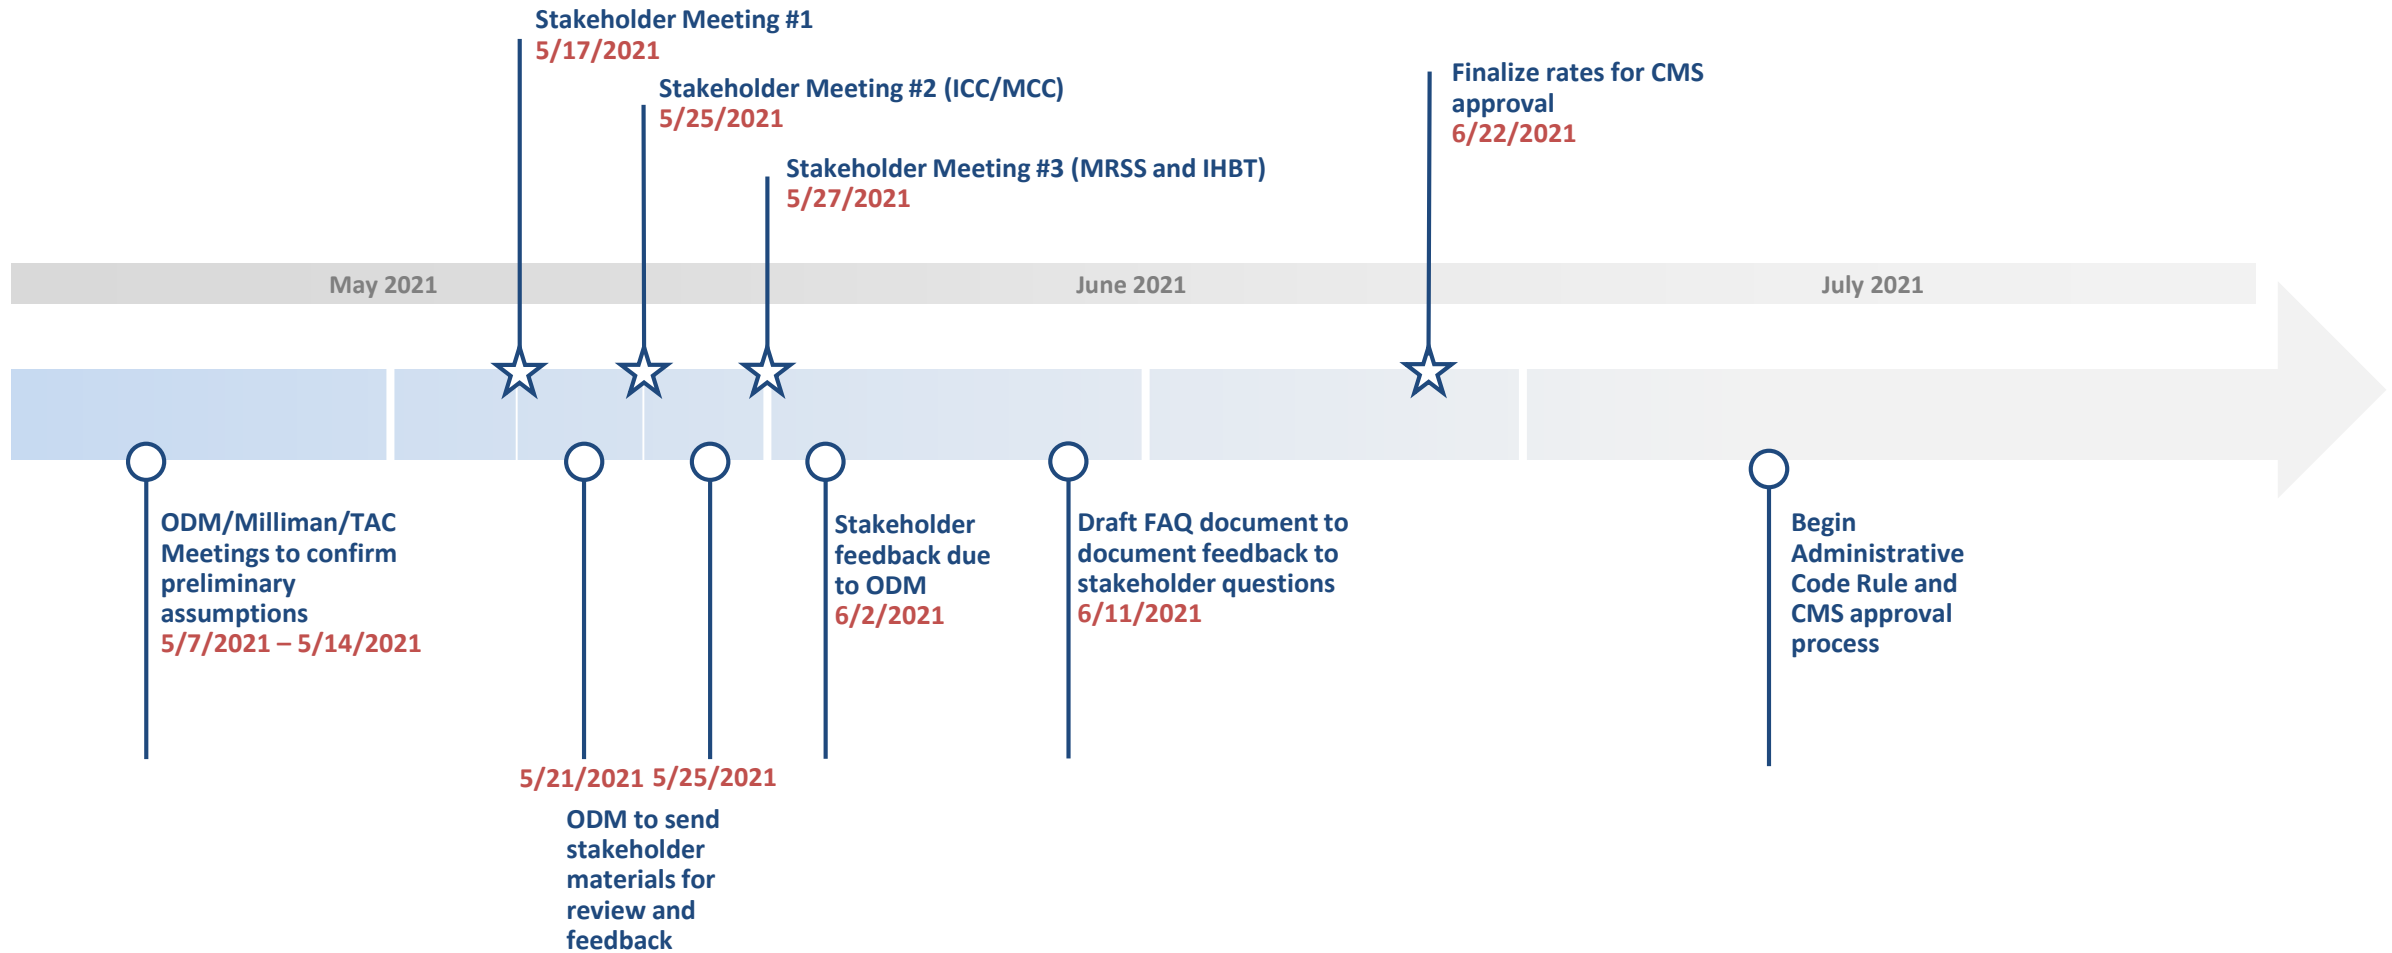 Stakeholder Meeting #1
5/17/2021
Stakeholder Meeting #2 (ICC/MCC)
5/25/2021
Stakeholder Meeting #3 (MRSS and IHBT)
5/27/2021
Finalize rates for CMS
approval
6/22/2021
May 2021
June 2021
July 2021
ODM/Milliman/TAC
Meetings to confirm
preliminary
assumptions
5/7/2021 – 5/14/2021
5/21/2021 5/25/2021
ODM to send
stakeholder
materials for
review and
feedback
Stakeholder
feedback due
to ODM
6/2/2021
Draft FAQ document to
document feedback to
stakeholder questions
6/11/2021
Begin
Administrative
Code Rule and
CMS approval
process